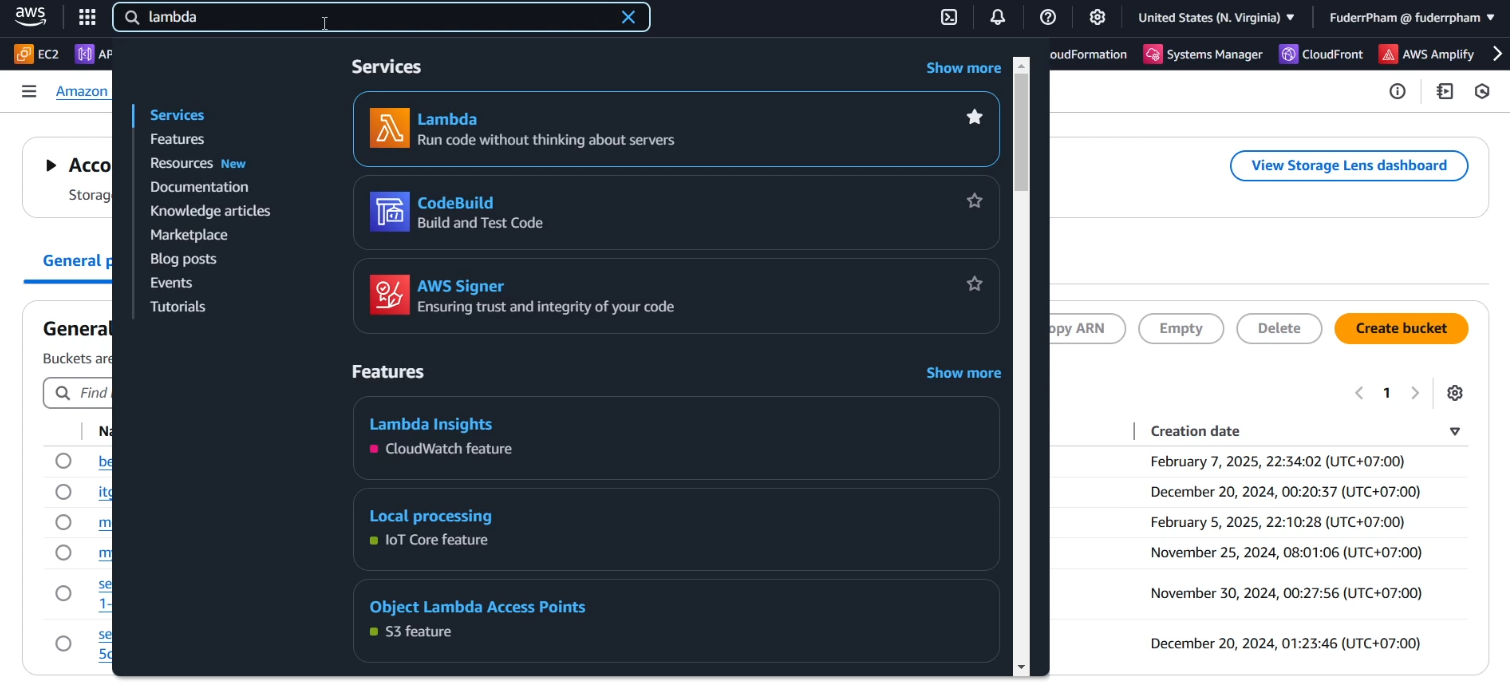 aws
lambda
United States (N. Virginia) ▼
FuderrPham @ fuderrpham ▼
EC2
AP
oudFormation
Systems Manager
CloudFront
AWS Amplify
Amazon
Acco
Storag
View Storage Lens dashboard
General p
General
Buckets are
Find
Na
be
itg
m
my
se
1-
se
5c
Services
Features
Resources New
Documentation
Knowledge articles
Marketplace
Blog posts
Events
Tutorials
Services
Show more
Lambda
Run code without thinking about servers
CodeBuild
Build and Test Code
AWS Signer
Ensuring trust and integrity of your code
Features
Show more
Lambda Insights
CloudWatch feature
Local processing
IoT Core feature
Object Lambda Access Points
S3 feature
opy ARN
Empty
Delete
Create bucket
1
Creation date
February 7, 2025, 22:34:02 (UTC+07:00)
December 20, 2024, 00:20:37 (UTC+07:00)
February 5, 2025, 22:10:28 (UTC+07:00)
November 25, 2024, 08:01:06 (UTC+07:00)
November 30, 2024, 00:27:56 (UTC+07:00)
December 20, 2024, 01:23:46 (UTC+07:00)